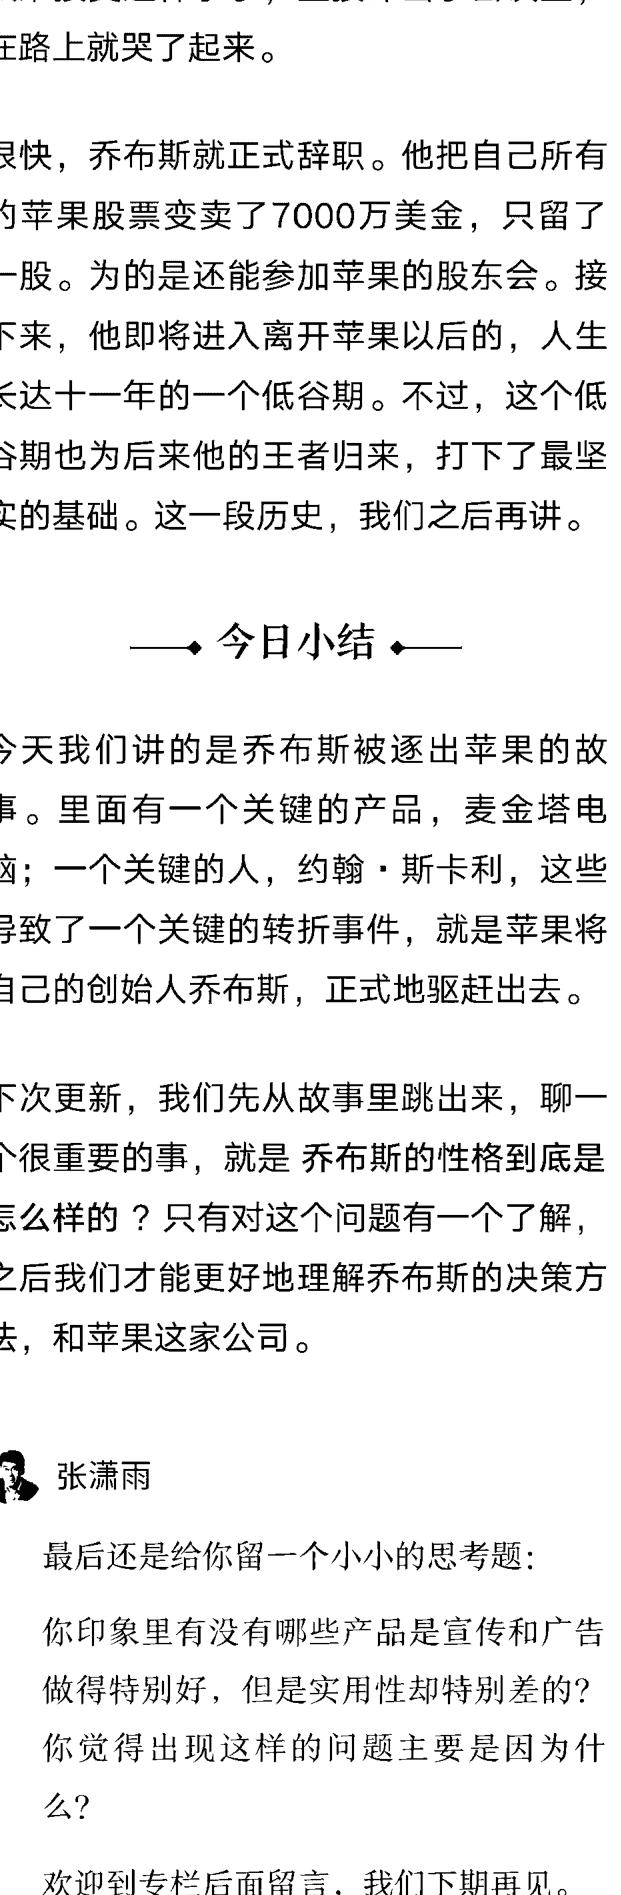 在路上就哭了起来。
很快，乔布斯就正式辞职。他把自己所有
的苹果股票变卖了7000万美金，只留了
一股。为的是还能参加苹果的股东会。接
下来，他即将进入离开苹果以后的，人生
长达十一年的一个低谷期。不过，这个低
谷期也为后来他的王者归来，打下了最坚
实的基础。这一段历史，我们之后再讲。
今日小结
今天我们讲的是乔布斯被逐出苹果的故
事。里面有一个关键的产品，麦金塔电
脑；一个关键的人，约翰·斯卡利，这些
导致了一个关键的转折事件，就是苹果将
自己的创始人乔布斯，正式地驱赶出去。
下次更新，我们先从故事里跳出来，聊一
个很重要的事，就是 乔布斯的性格到底是
怎么样的？只有对这个问题有一个了解，
之后我们才能更好地理解乔布斯的决策方
法，和苹果这家公司。
张潇雨
最后还是给你留一个小小的思考题：
你印象里有没有哪些产品是宣传和广告
做得特别好，但是实用性却特别差的？
你觉得出现这样的问题主要是因为什
么？
欢迎到专栏后面留言，我们下期再见。